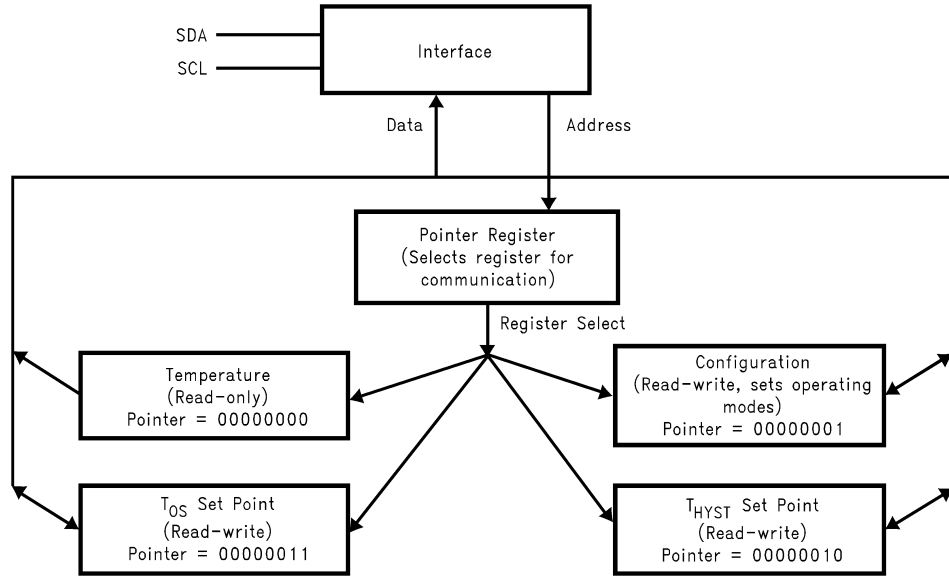 SDA
SCL
Interface
Data
Address
Pointer Register
(Selects register for
communication)
Register Select
Temperature
(Read-only)
Pointer = 00000000
Configuration
(Read-write, sets operating
modes)
Pointer = 00000001
TOS Set Point
(Read-write)
Pointer = 00000011
THYST Set Point
(Read-write)
Pointer = 00000010